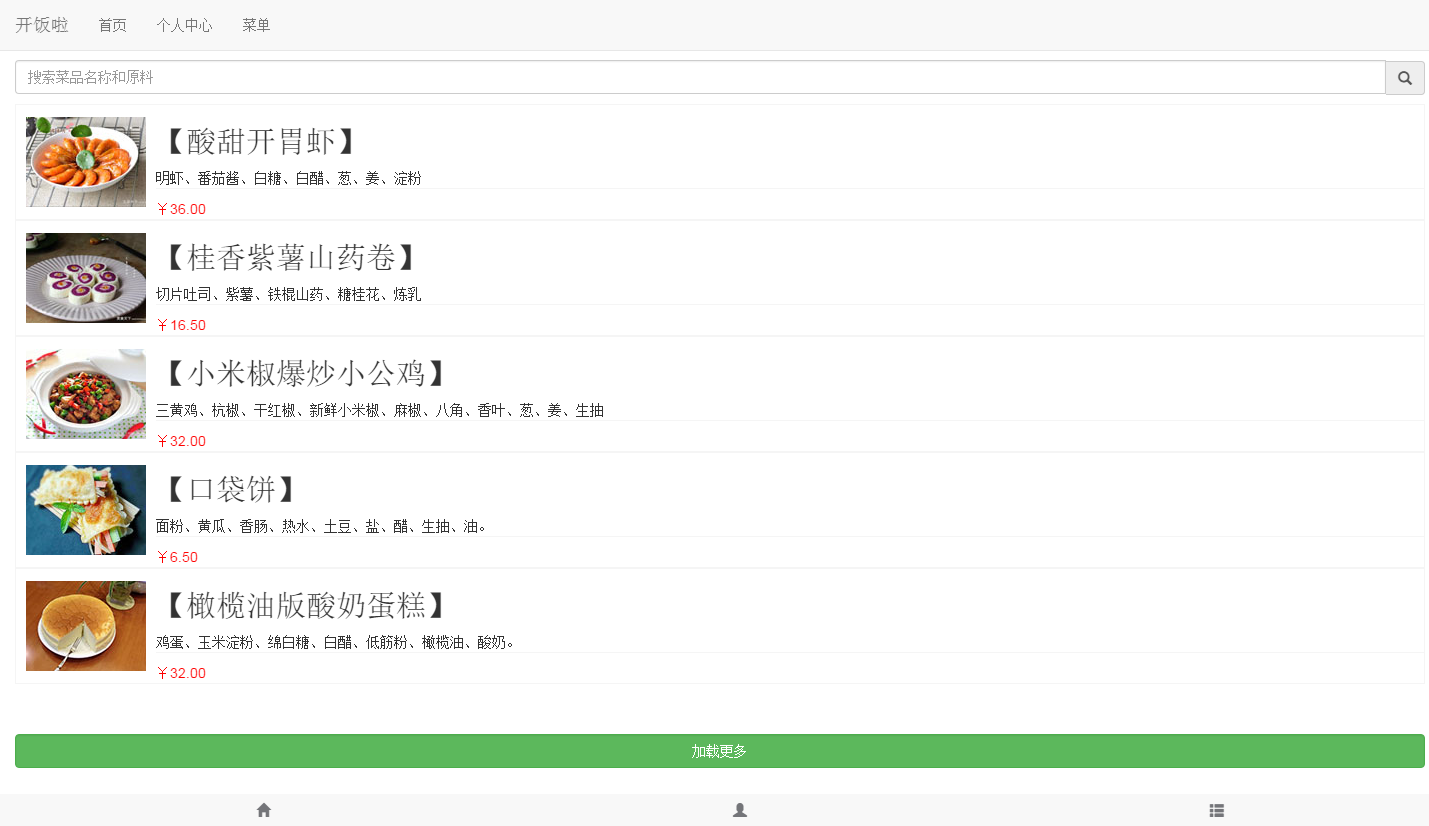 开饭啦 首页 个人中心 菜单
搜索菜品名称和原料
【酸甜开胃虾】
明虾、番茄酱、白糖、白醋、葱、姜、淀粉
￥36.00
【桂香紫薯山药卷】
切片吐司、紫薯、铁棍山药、糖桂花、炼乳
￥16.50
【小米椒爆炒小公鸡】
三黄鸡、杭椒、干红椒、新鲜小米椒、麻椒、八角、香叶、葱、姜、生抽
￥32.00
【口袋饼】
面粉、黄瓜、香肠、热水、土豆、盐、醋、生抽、油。
￥6.50
【橄榄油版酸奶蛋糕】
鸡蛋、玉米淀粉、绵白糖、白醋、低筋粉、橄榄油、酸奶。
￥32.00
加载更多